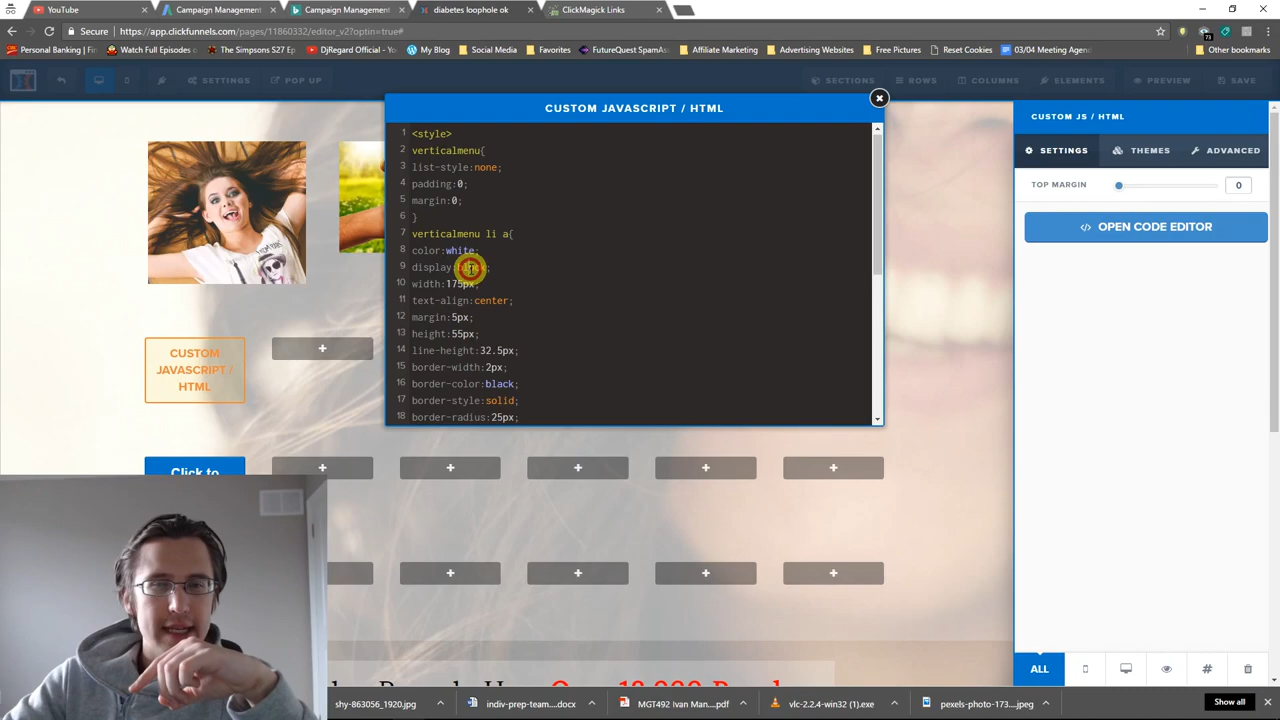 YouTube
Campaign Management
Campaign Management
diabetes loophole ok
ClickMagick Links
Secure
https://app.clickfunnels.com/pages/11860332/editor_v2?optin=true#
73
Personal Banking | Fin
Watch Full Episodes of
The Simpsons S27 Ep
DjRegard Official - Yo
My Blog
Social Media
Favorites
FutureQuest SpamAs
Affiliate Marketing
Advertising Websites
Free Pictures
Reset Cookies
03/04 Meeting Agen
Other bookmarks
SETTINGS
POP UP
SECTIONS
ROWS
COLUMNS
ELEMENTS
PREVIEW
SAVE
CUSTOM JAVASCRIPT / HTML
1 <style>
2 verticalmenu{
3 list-style:none;
4 padding:0;
5 margin:0;
6 }
7 verticalmenu li a{
8 color:white;
9 display:block;
10 width:175px;
11 text-align:center;
12 margin:5px;
13 height:55px;
14 line-height:32.5px;
15 border-width:2px;
16 border-color:black;
17 border-style:solid;
18 border-radius:25px;
CUSTOM JS / HTML
SETTINGS
THEMES
ADVANCED
TOP MARGIN
0
</> OPEN CODE EDITOR
CUSTOM
JAVASCRIPT /
HTML
Click to
ALL
shy-863056_1920.jpg
indiv-prep-team....docx
MGT492 Ivan Man....pdf
vlc-2.2.4-win32 (1).exe
pexels-photo-173....jpeg
Show all